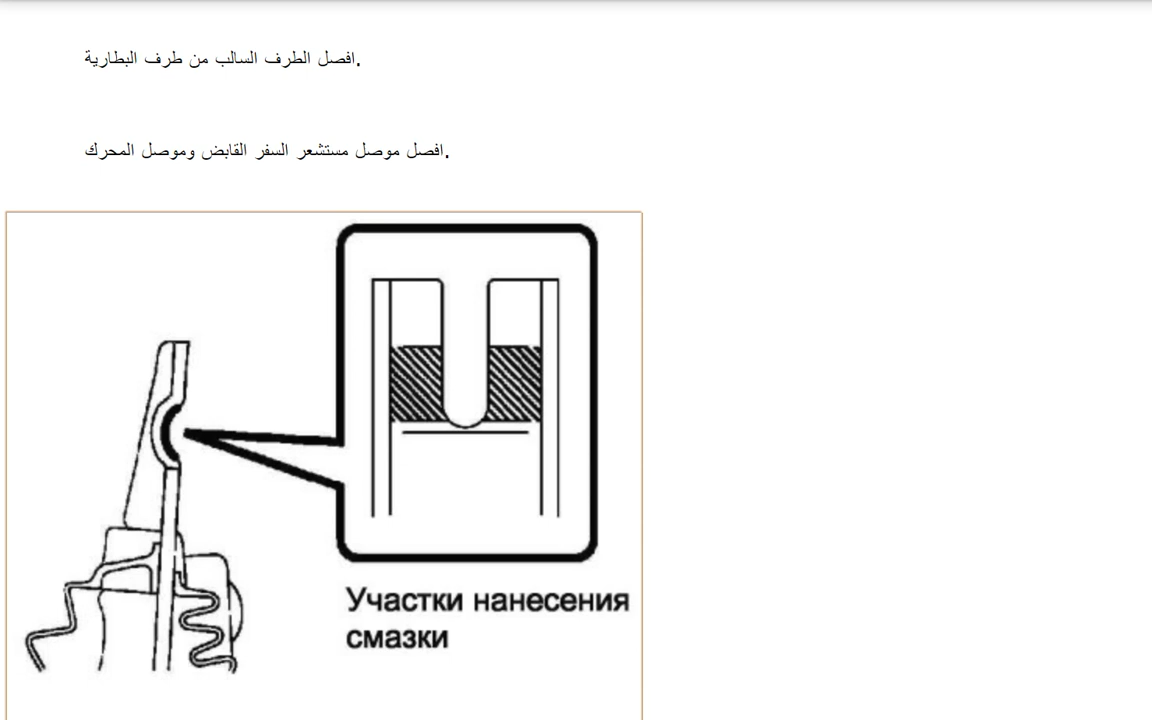 افصل الطرف السالب من طرف البطارية.
افصل موصل مستشعر السفر القابض وموصل المحرك.
Участки нанесения
смазки